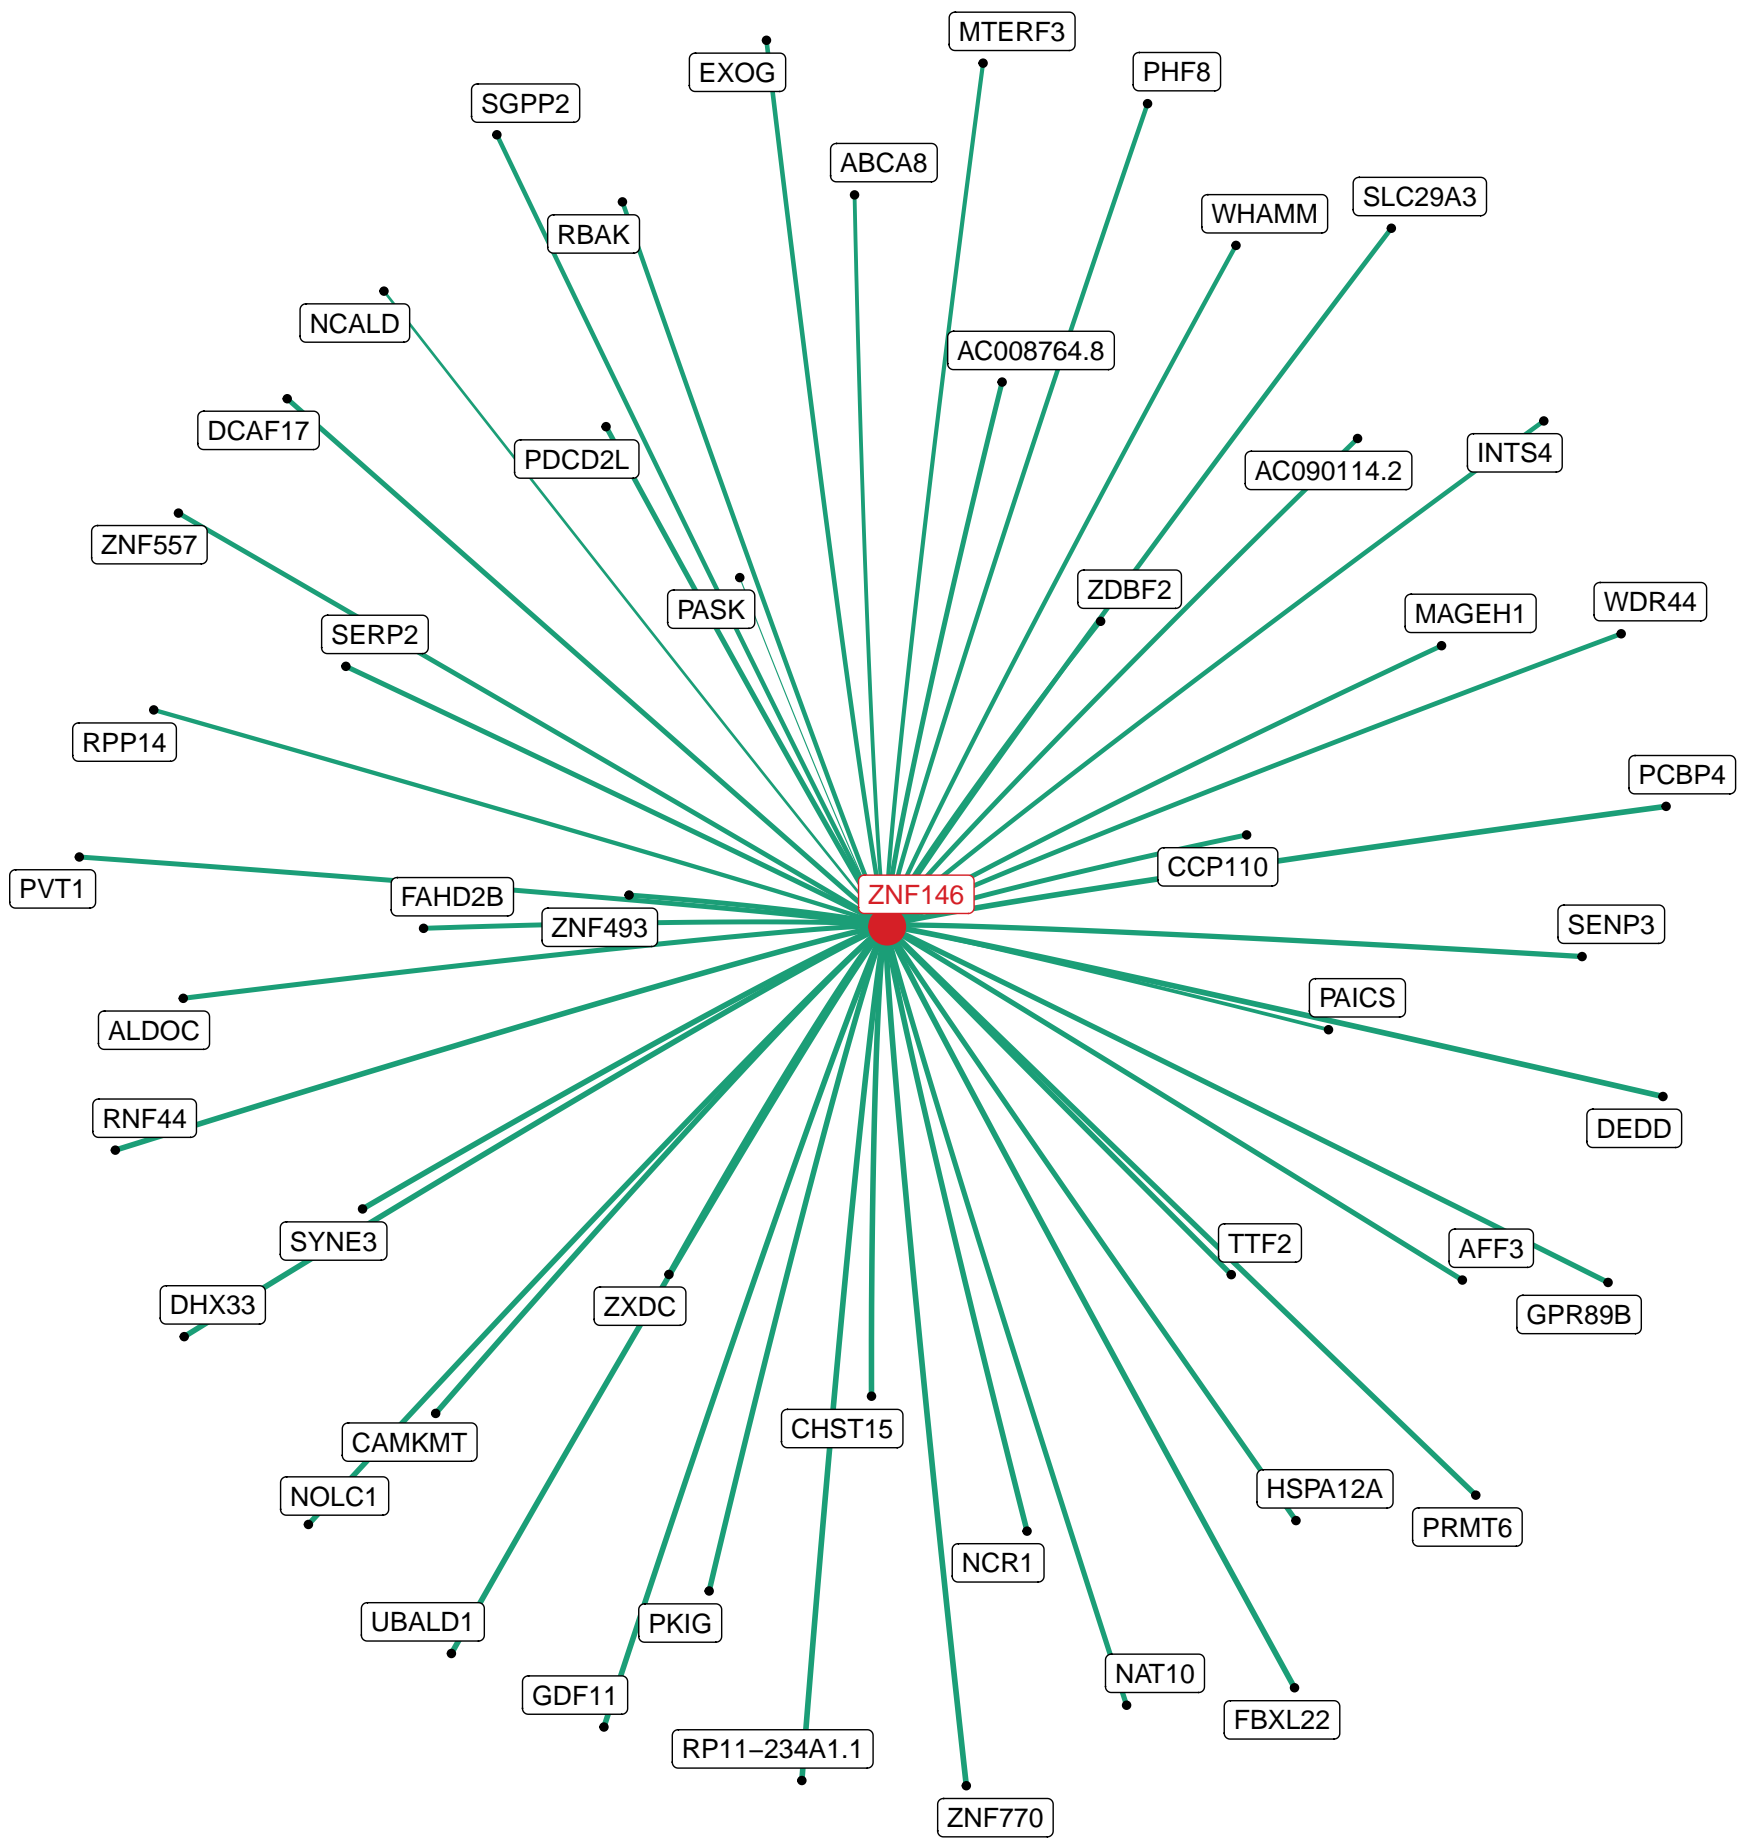 MTERF3
EXOG
PHF8
SGPP2
ABCA8
SLC29A3
WHAMM
RBAK
NCALD
AC008764.8
DCAF17
PDCD2L
INTS4
AC090114.2
ZNF557
ZDBF2
WDR44
PASK
MAGEH1
SERP2
RPP14
PCBP4
CCP110
PVT1
FAHD2B
ZNF146
ZNF493
SENP3
PAICS
ALDOC
RNF44
DEDD
SYNE3
TTF2
AFF3
DHX33
ZXDC
GPR89B
CHST15
CAMKMT
HSPA12A
NOLC1
PRMT6
NCR1
UBALD1
PKIG
NAT10
GDF11
FBXL22
RP11−234A1.1
ZNF770